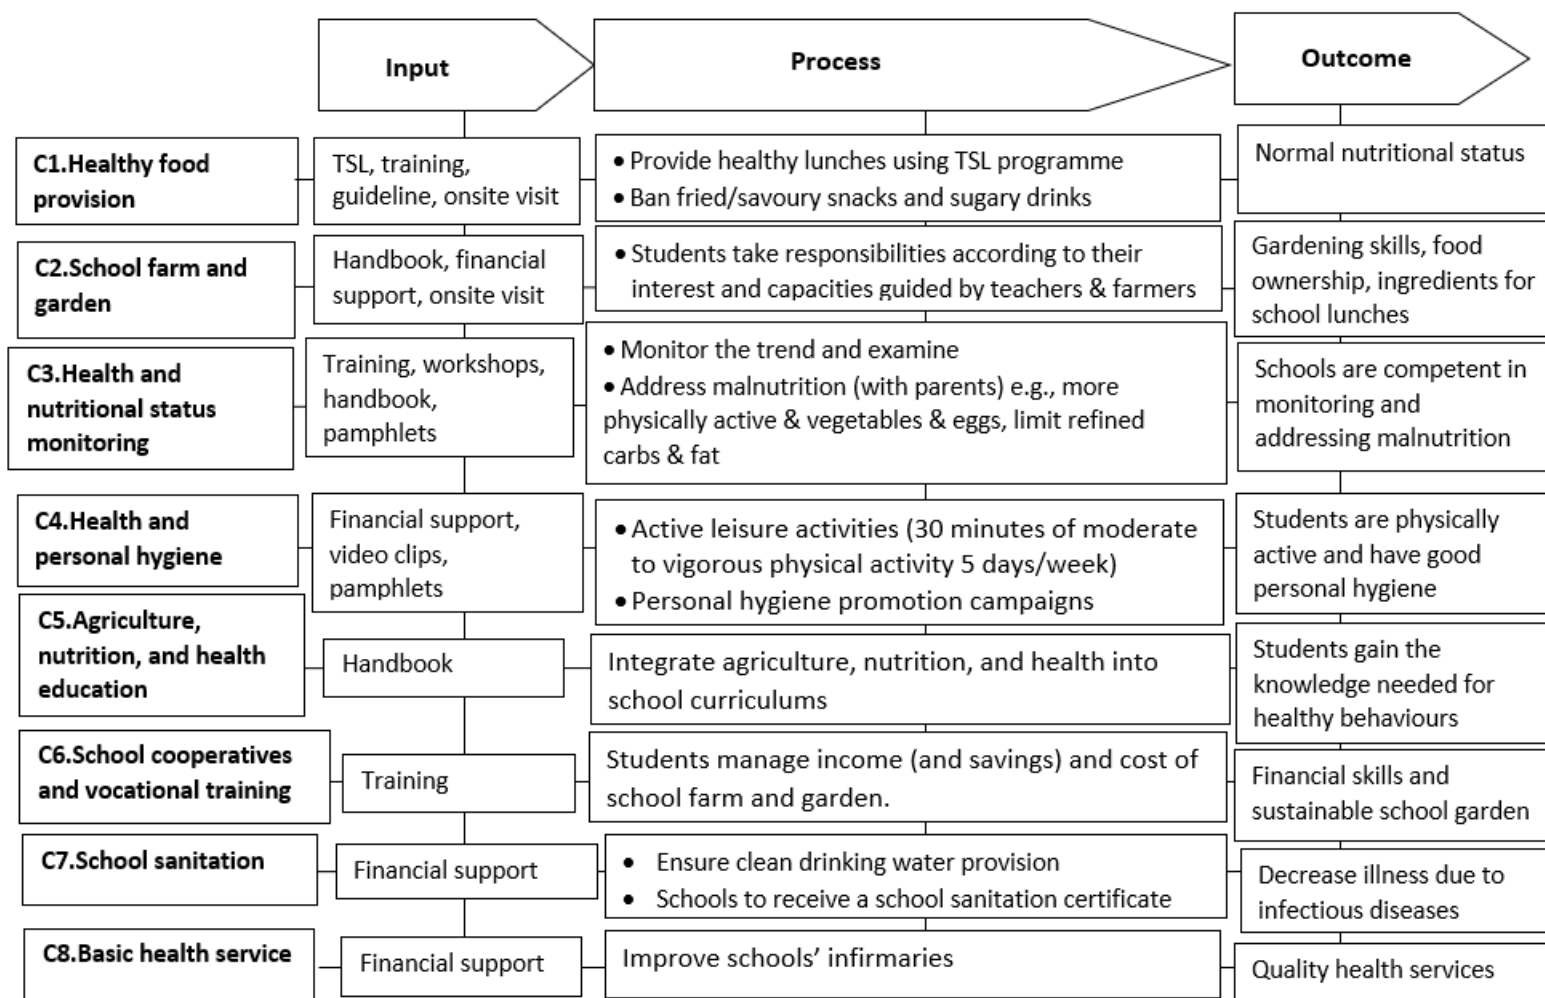 Input
Process
Outcome
C1.Healthy food
provision
TSL, training,
guideline, onsite visit
• Provide healthy lunches using TSL programme
• Ban fried/savoury snacks and sugary drinks
Normal nutritional status
C2.School farm and
garden
Handbook, financial
support, onsite visit
• Students take responsibilities according to their
interest and capacities guided by teachers & farmers
Gardening skills, food
ownership, ingredients for
school lunches
C3.Health and
nutritional status
monitoring
Training, workshops,
handbook,
pamphlets
• Monitor the trend and examine
• Address malnutrition (with parents) e.g., more
physically active & vegetables & eggs, limit refined
carbs & fat
Schools are competent in
monitoring and
addressing malnutrition
C4.Health and
personal hygiene
Financial support,
video clips,
pamphlets
• Active leisure activities (30 minutes of moderate
to vigorous physical activity 5 days/week)
• Personal hygiene promotion campaigns
Students are physically
active and have good
personal hygiene
C5.Agriculture,
nutrition, and health
education
Handbook
Integrate agriculture, nutrition, and health into
school curriculums
Students gain the
knowledge needed for
healthy behaviours
C6.School cooperatives
and vocational training
Training
Students manage income (and savings) and cost of
school farm and garden.
Financial skills and
sustainable school garden
C7.School sanitation
Financial support
• Ensure clean drinking water provision
• Schools to receive a school sanitation certificate
Decrease illness due to
infectious diseases
C8.Basic health service
Financial support
Improve schools’ infirmaries
Quality health services